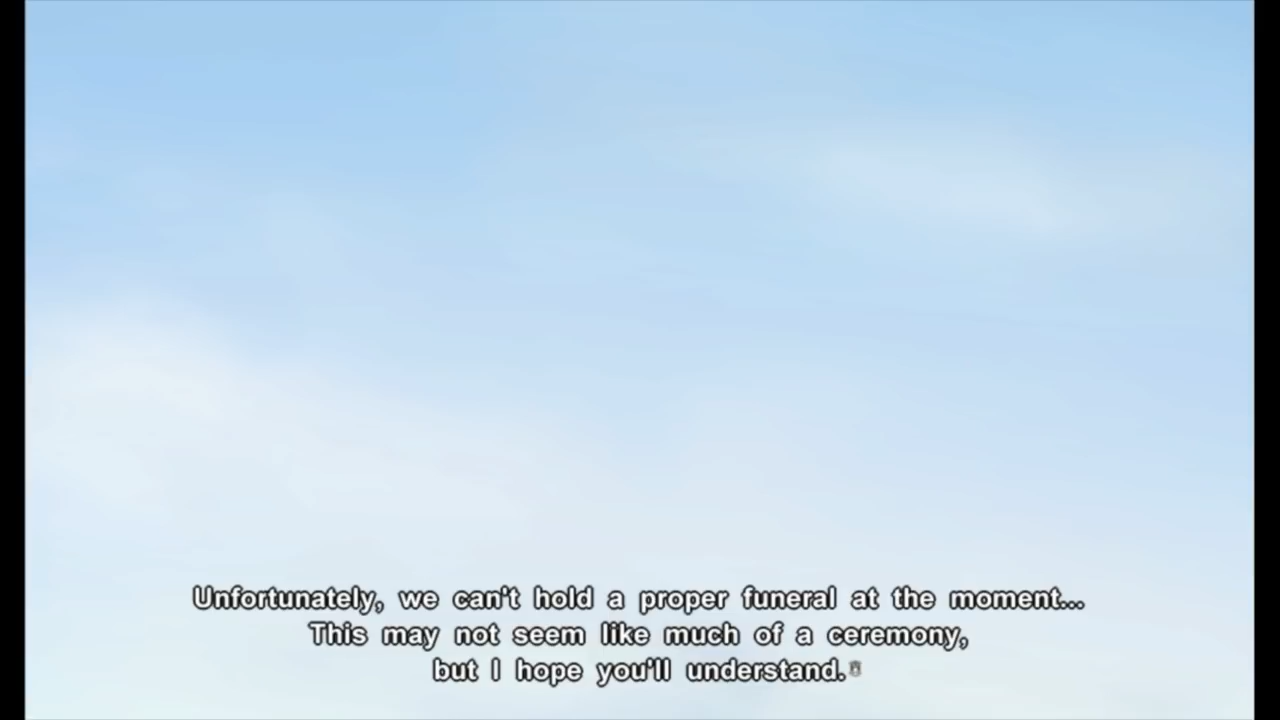 Unfortunately, we can't hold a proper funeral at the moment...
This may not seem like much of a ceremony,
but I hope you'll understand.